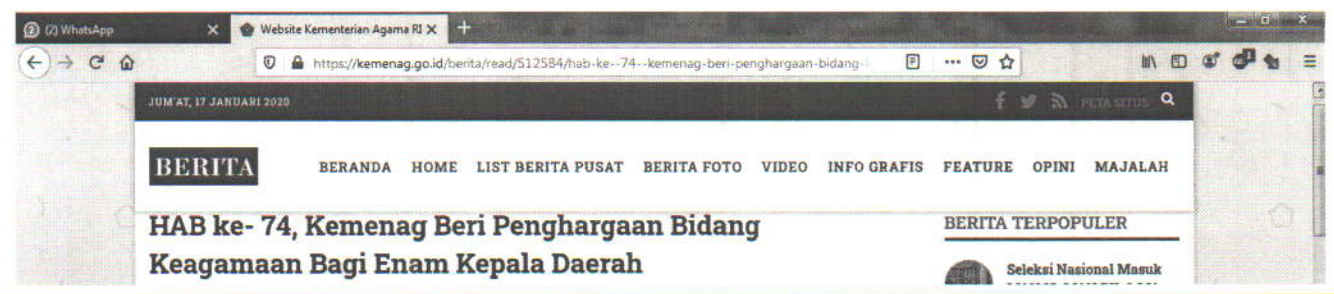 (2) WhatsApp
Website Kementerian Agama RI
https://kemenag.go.id/berita/read/512584/hab-ke--74--kemenag-beri-penghargaan-bidang-
JUM'AT, 17 JANUARI 2020
PETA SITUS
BERITA
BERANDA HOME LIST BERITA PUSAT BERITA FOTO VIDEO INFO GRAFIS FEATURE OPINI MAJALAH
HAB ke- 74, Kemenag Beri Penghargaan Bidang
Keagamaan Bagi Enam Kepala Daerah
BERITA TERPOPULER
Seleksi Nasional Masuk